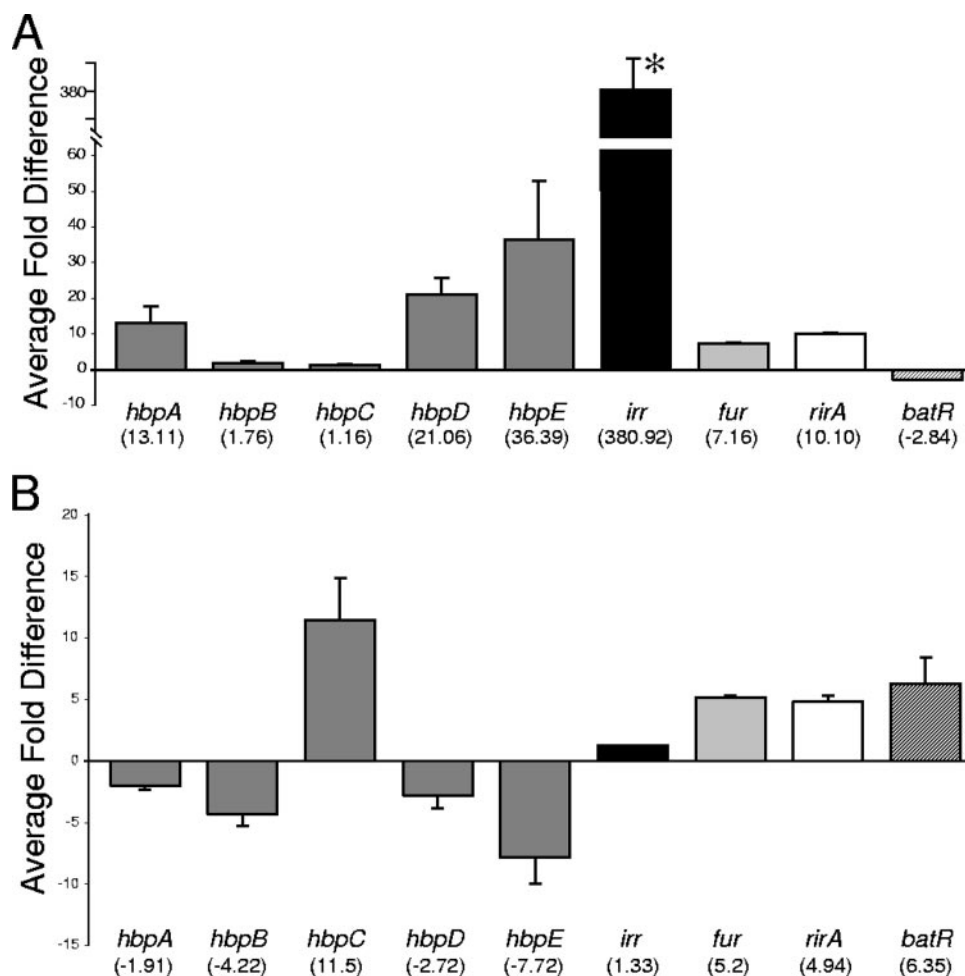 A
Average Fold Difference
380
60
50
40
30
20
10
0
-10
*
hbpA hbpB hbpC hbpD hbpE irr fur rirA batR
(13.11) (1.76) (1.16) (21.06) (36.39) (380.92) (7.16) (10.10) (-2.84)
B
Average Fold Difference
20
15
10
5
0
-5
-10
-15
hbpA hbpB hbpC hbpD hbpE irr fur rirA batR
(-1.91) (-4.22) (11.5) (-2.72) (-7.72) (1.33) (5.2) (4.94) (6.35)